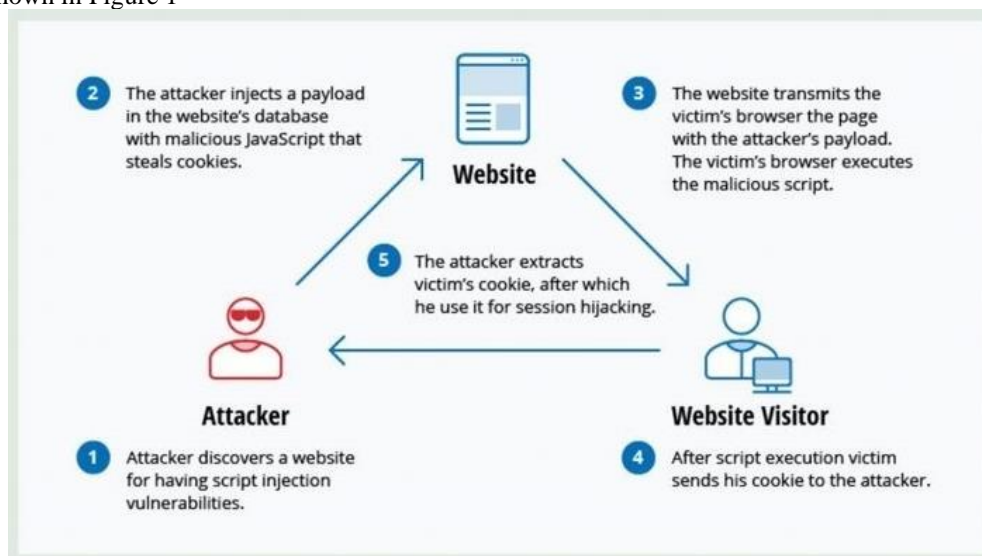 shown in Figure 1
2
The attacker injects a payload
in the website's database
with malicious JavaScript that
steals cookies.
Website
3
The website transmits the
victim's browser the page
with the attacker's payload.
The victim's browser executes
the malicious script.
5
The attacker extracts
victim's cookie, after which
he use it for session hijacking.
Attacker
1
Attacker discovers a website
for having script injection
vulnerabilities.
Website Visitor
4
After script execution victim
sends his cookie to the attacker.